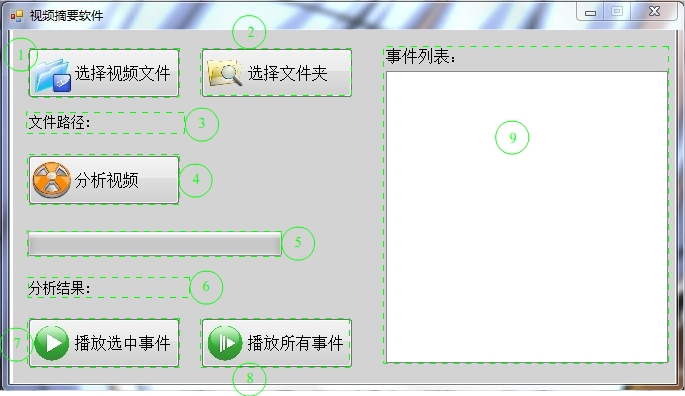 视频摘要软件
2
1
选择视频文件
选择文件夹
事件列表：
文件路径：
3
9
分析视频
4
5
分析结果：
6
7
播放选中事件
播放所有事件
8